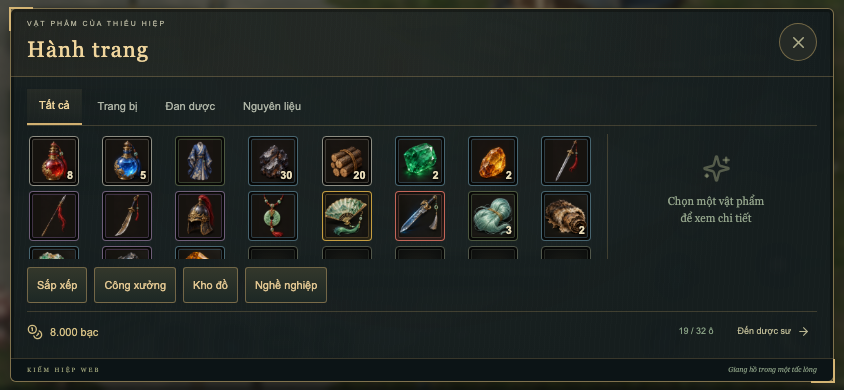 VẬT PHẨM CỦA THIẾU HIỆP
Hành trang
Tất cả
Trang bị
Đan dược
Nguyên liệu
8
5
30
20
2
2
3
2
Chọn một vật phẩm
để xem chi tiết
Sắp xếp
Công xưởng
Kho đồ
Nghề nghiệp
8.000 bạc
19 / 32 ô
Đến dược sư
KIẾM HIỆP WEB
Giang hồ trong một tấc lòng